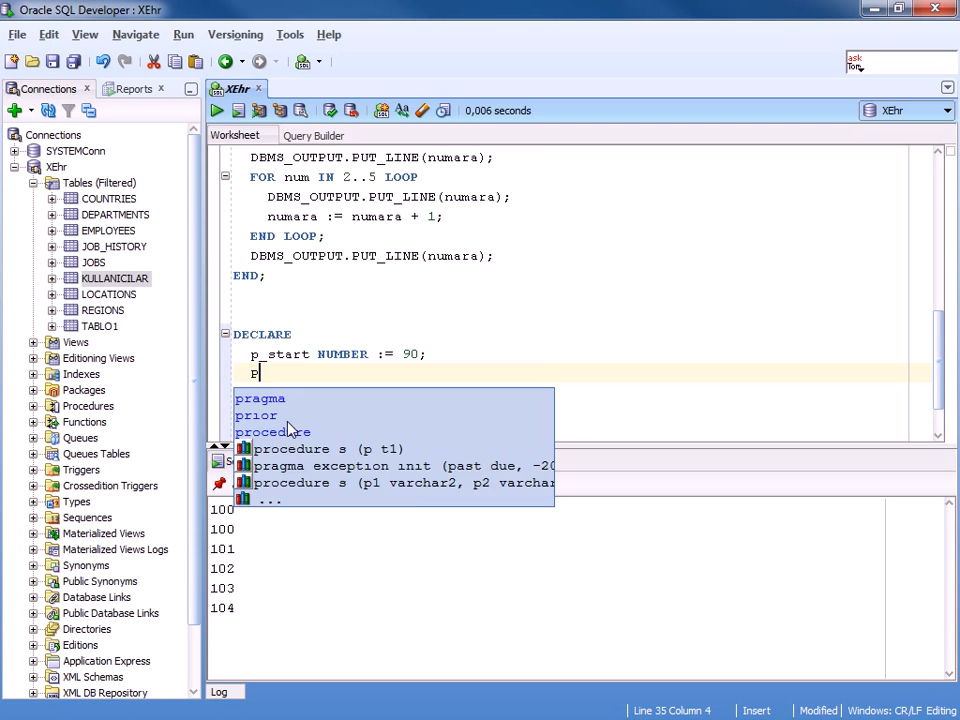 Oracle SQL Developer : XEhr
File Edit View Navigate Run Versioning Tools Help
ask
Tom
Connections Reports XEhr
0,006 seconds XEhr
Worksheet Query Builder
Connections
SYSTEMConn
XEhr
Tables (Filtered)
COUNTRIES
DEPARTMENTS
EMPLOYEES
JOB_HISTORY
JOBS
KULLANICILAR
LOCATIONS
REGIONS
TABLO1
Views
Editioning Views
Indexes
Packages
Procedures
Functions
Queues
Queues Tables
Triggers
Crossedition Triggers
Types
Sequences
Materialized Views
Materialized Views Logs
Synonyms
Public Synonyms
Database Links
Public Database Links
Directories
Editions
Application Express
XML Schemas
XML DB Repository
DBMS_OUTPUT.PUT_LINE(numara);
FOR num IN 2..5 LOOP
DBMS_OUTPUT.PUT_LINE(numara);
numara := numara + 1;
END LOOP;
DBMS_OUTPUT.PUT_LINE(numara);
END;
DECLARE
p_start NUMBER := 90;
p
pragma
prior
procedure
procedure s (p t1)
pragma exception init (past due, -20
procedure s (p1 varchar2, p2 varchar
...
100
100
101
102
103
104
Log
Line 35 Column 4 Insert Modified Windows: CR/LF Editing